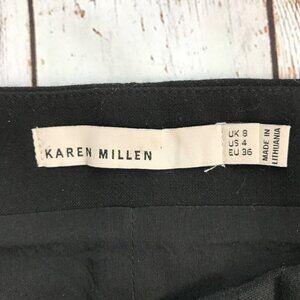 KAREN MILLEN
UK 8
US 4
EU 36
MADE IN
LITHUANIA